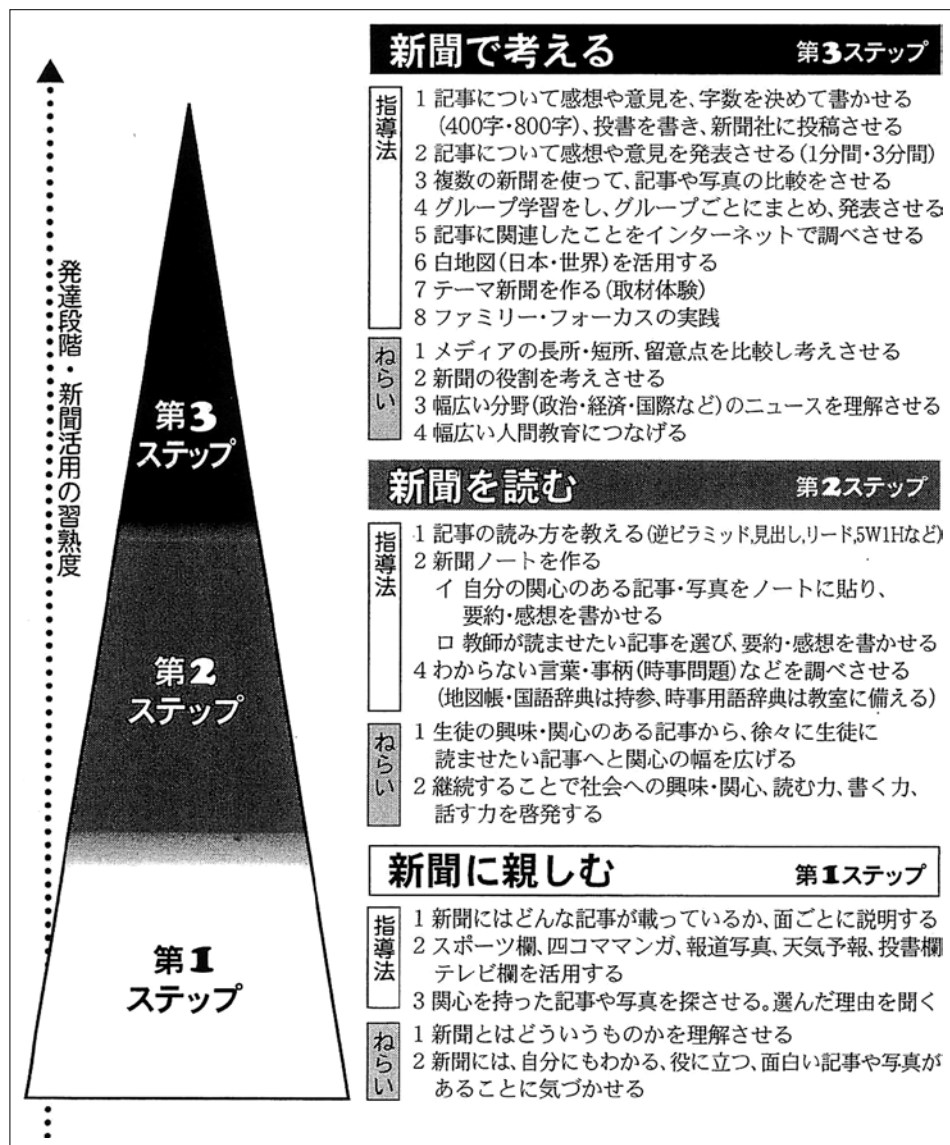 発達段階・新聞活用の習熟度
第3
ステップ
第2
ステップ
第1
ステップ
新聞で考える 第3ステップ
指導法
1 記事について感想や意見を、字数を決めて書かせる
(400字・800字)、投書を書き、新聞社に投稿させる
2 記事について感想や意見を発表させる(1分間・3分間)
3 複数の新聞を使って、記事や写真の比較をさせる
4 グループ学習をし、グループごとにまとめ、発表させる
5 記事に関連したことをインターネットで調べさせる
6 白地図(日本・世界)を活用する
7 テーマ新聞を作る(取材体験)
8 ファミリー・フォーカスの実践
ねらい
1 メディアの長所・短所、留意点を比較し考えさせる
2 新聞の役割を考えさせる
3 幅広い分野(政治・経済・国際など)のニュースを理解させる
4 幅広い人間教育につなげる
新聞を読む 第2ステップ
指導法
1 記事の読み方を教える(逆ピラミッド,見出し,リード,5W1Hなど)
2 新聞ノートを作る
イ 自分の関心のある記事・写真をノートに貼り、
要約・感想を書かせる
ロ 教師が読ませたい記事を選び、要約・感想を書かせる
4 わからない言葉・事柄(時事問題)などを調べさせる
(地図帳・国語辞典は持参、時事用語辞典は教室に備える)
ねらい
1 生徒の興味・関心のある記事から、徐々に生徒に
読ませたい記事へと関心の幅を広げる
2 継続することで社会への興味・関心、読む力、書く力、
話す力を啓発する
新聞に親しむ 第1ステップ
指導法
1 新聞にはどんな記事が載っているか、面ごとに説明する
2 スポーツ欄、四コママンガ、報道写真、天気予報、投書欄
テレビ欄を活用する
3 関心を持った記事や写真を探させる。選んだ理由を聞く
ねらい
1 新聞とはどういうものかを理解させる
2 新聞には、自分にもわかる、役に立つ、面白い記事や写真が
あることに気づかせる